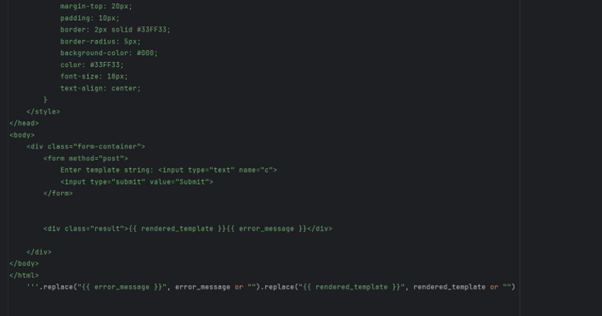 margin-top: 20px;
padding: 10px;
border: 2px solid #33FF33;
border-radius: 5px;
background-color: #000;
color: #33FF33;
font-size: 18px;
text-align: center;
}
</style>
</head>
<body>
<div class="form-container">
<form method="post">
Enter template string: <input type="text" name="c">
<input type="submit" value="Submit">
</form>
<div class="result">{{ rendered_template }}{{ error_message }}</div>
</div>
</body>
</html>
'''.replace("{{ error_message }}", error_message or "").replace("{{ rendered_template }}", rendered_template or "")